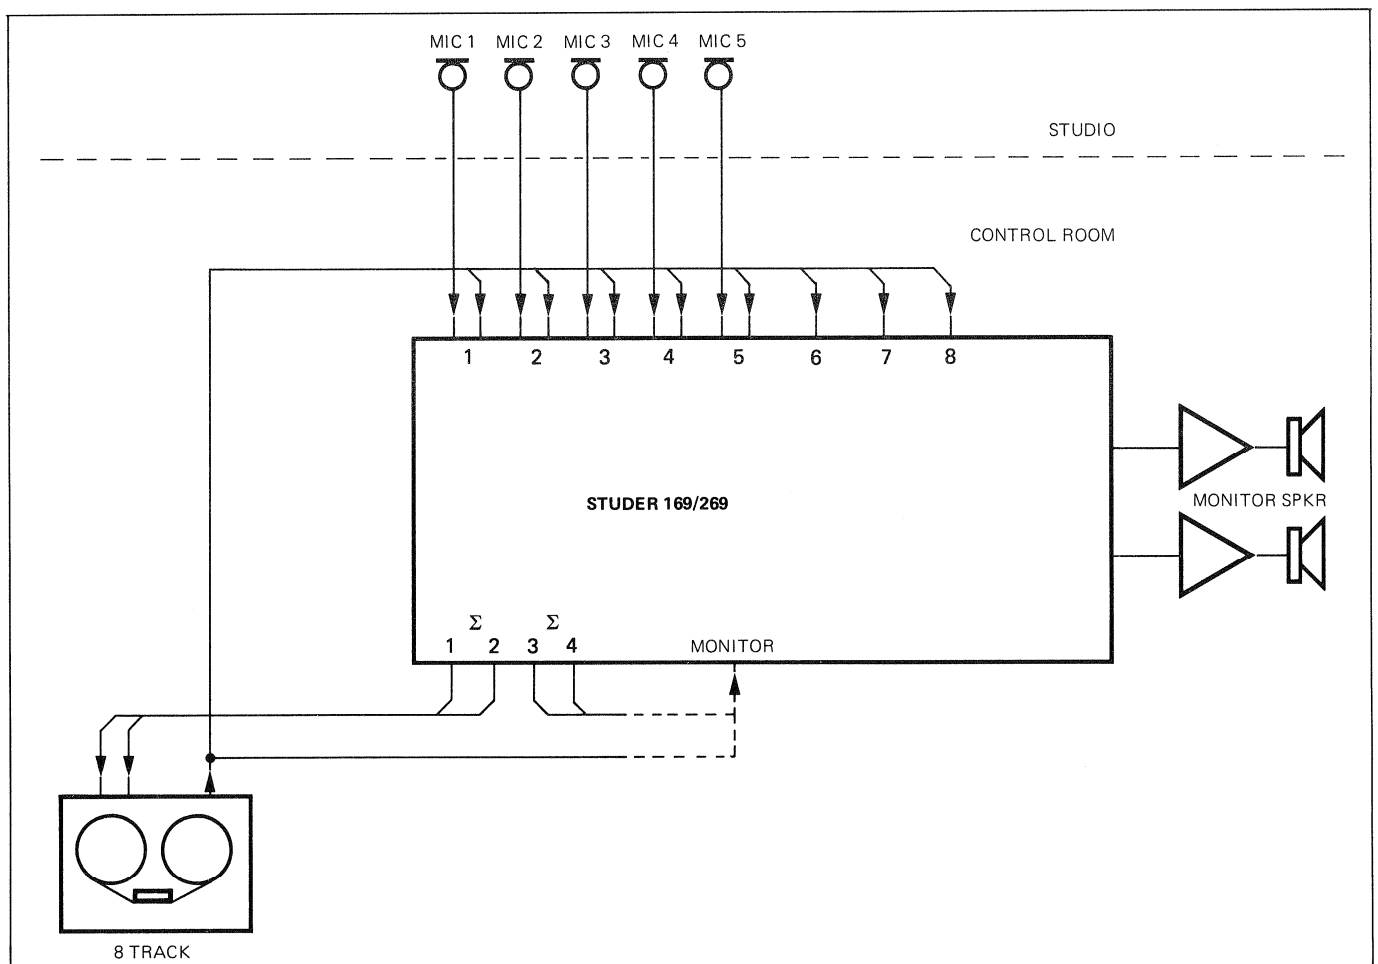 MIC 1 MIC 2 MIC 3 MIC 4 MIC 5
STUDIO
CONTROL ROOM
1 2 3 4 5 6 7 8
STUDER 169/269
MONITOR SPKR
Σ Σ
1 2 3 4 MONITOR
8 TRACK